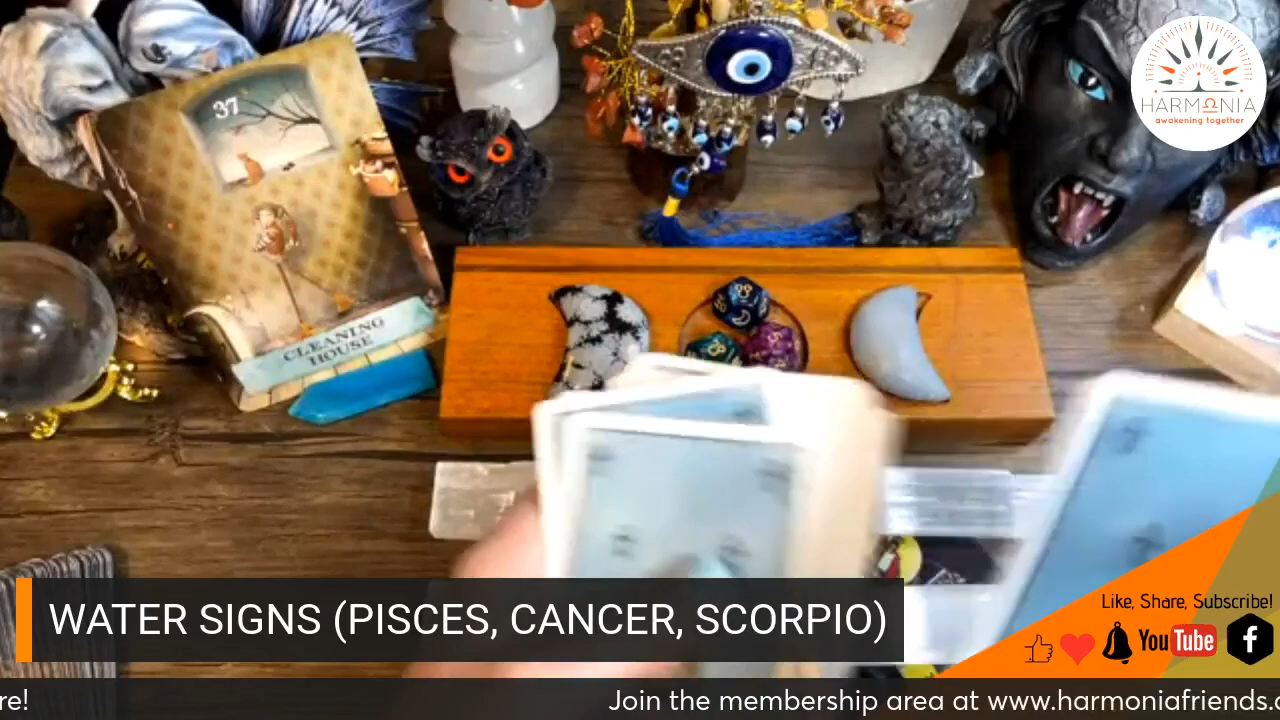 37
HARMΩNIA
awakening together
CLEANING
HOUSE
WATER SIGNS (PISCES, CANCER, SCORPIO)
Like, Share, Subscribe!
YouTube
f
re!
Join the membership area at www.harmoniafriends.c